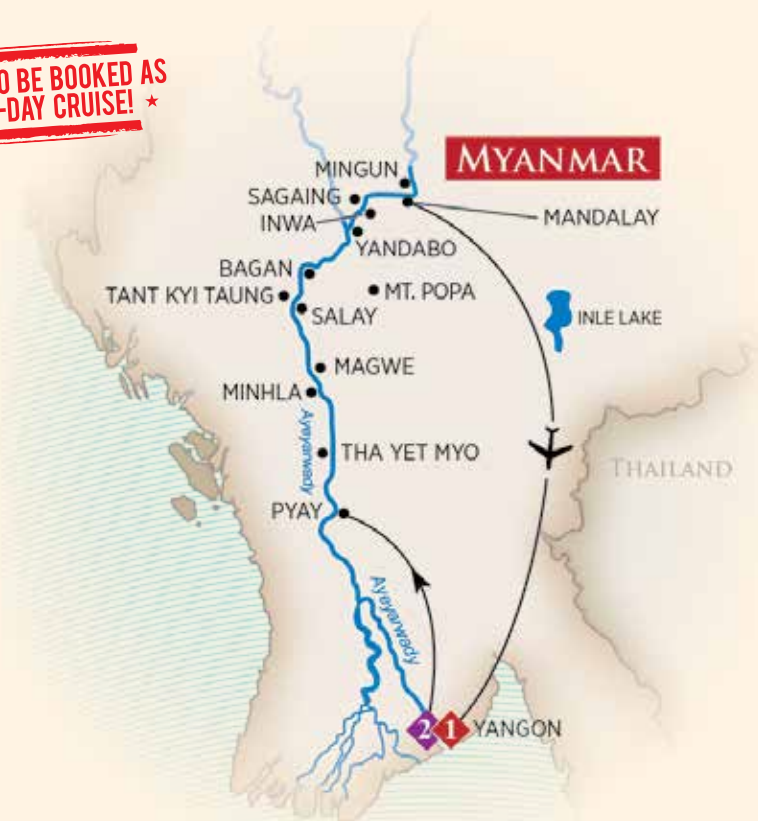 O BE BOOKED AS
-DAY CRUISE!
MYANMAR
MINGUN
SAGAING
INWA
MANDALAY
YANDABO
BAGAN
TANT KYI TAUNG
MT. POPA
SALAY
INLE LAKE
MAGWE
MINHLA
Ayeyarwady
THA YET MYO
THAILAND
PYAY
Ayeyarwady
2 1 YANGON